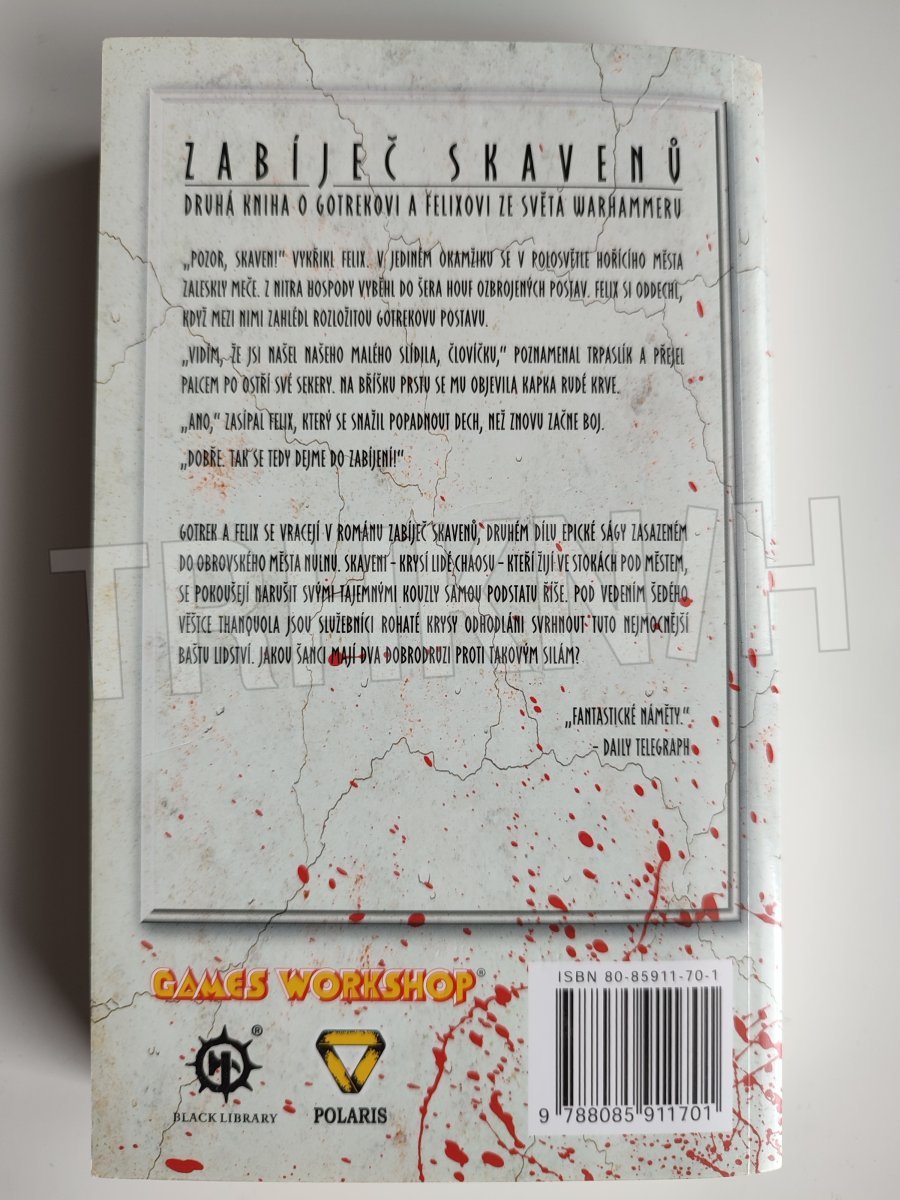 ZABÍJEČ SKAVENŮ
DRUHÁ KNIHA O GOTREKOVI A FELIXOVI ZE SVĚTA WARHAMMERU
„POZOR, SKAVEN!“ VYKŘIKL FELIX. V JEDINÉM OKAMŽIKU SE V POLOSVĚTLE HOŘÍCÍHO MĚSTA
ZALESKLY MEČE. Z NITRA HOSPODY VYBĚHL DO ŠERA HOUF OZBROJENÝCH POSTAV. FELIX SI ODDECHL,
KDYŽ MEZI NIMI ZAHLÉDL ROZLOŽITOU GOTREKOVU POSTAVU.
„VIDÍM, ŽE JSI NAŠEL NAŠEHO MALÉHO SLÍDILA, ČLOVÍČKU,“ POZNAMENAL TRPASLÍK A PŘEJEL
PALCEM PO OSTŘÍ SVÉ SEKERY. NA BŘÍŠKU PRSTU SE MU OBJEVILA KAPKA RUDÉ KRVE.
„ANO,“ ZASÍPAL FELIX, KTERÝ SE SNAŽIL POPADNOUT DECH, NEŽ ZNOVU ZAČNE BOJ.
„DOBŘE. TAK SE TEDY DEJME DO ZABÍJENÍ!“
GOTREK A FELIX SE VRACEJÍ V ROMÁNU ZABÍJEČ SKAVENŮ, DRUHÉM DÍLU EPICKÉ SÁGY ZASAZENÉM
DO OBROVSKÉHO MĚSTA NULNU. SKAVENI - KRYSÍ LIDÉ CHAOSU - KTEŘÍ ŽIJÍ VE STOKÁCH POD MĚSTEM,
SE POKOUŠEJÍ NARUŠIT SVÝMI TAJEMNÝMI KOUZLY SAMOU PODSTATU ŘÍŠE. POD VEDENÍM ŠEDÉHO
VĚŠTCE THANQUOLA JSOU SLUŽEBNÍCI ROHATÉ KRYSY ODHODLÁNI SVRHNOUT TUTO NEJMOCNĚJŠÍ
BAŠTU LIDSTVÍ. JAKOU ŠANCI MAJÍ DVA DOBRODRUZI PROTI TAKOVÝM SILÁM?
„FANTASTICKÉ NÁMĚTY.“
- DAILY TELEGRAPH
GAMES WORKSHOP®
ISBN 80-85911-70-1
®
BLACK LIBRARY
POLARIS
9 788085 911701
TRHKNIH